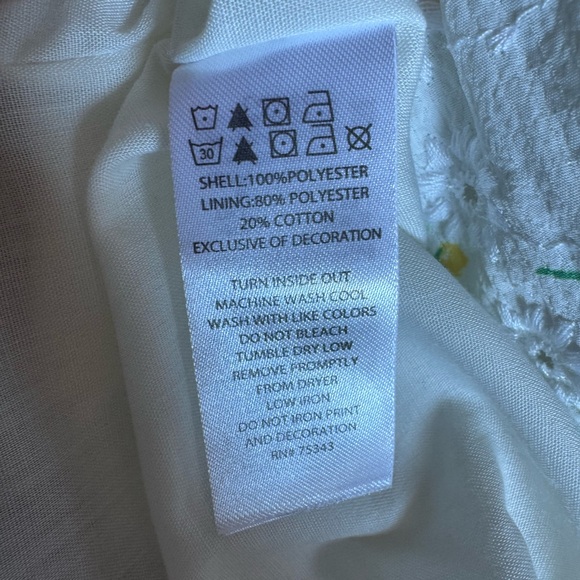 30
SHELL:100%POLYESTER
LINING:80% POLYESTER
20% COTTON
EXCLUSIVE OF DECORATION
TURN INSIDE OUT
MACHINE WASH COOL
WASH WITH LIKE COLORS
DO NOT BLEACH
TUMBLE DRY LOW
REMOVE PROMPTLY
FROM DRYER
LOW IRON
DO NOT IRON PRINT
AND DECORATION
RN# 75343